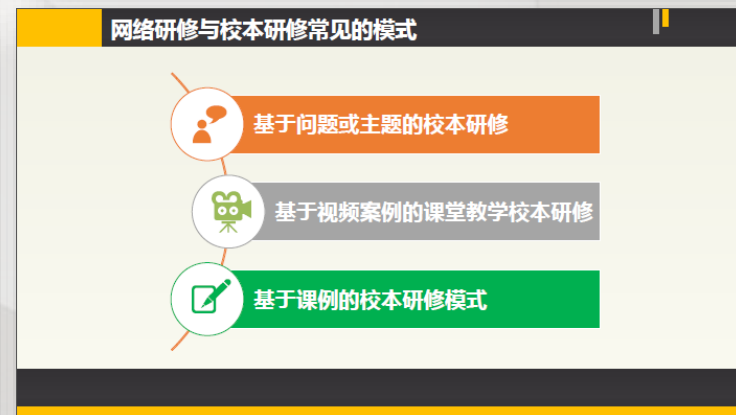 网络研修与校本研修常见的模式
基于问题或主题的校本研修
基于视频案例的课堂教学校本研修
基于课例的校本研修模式